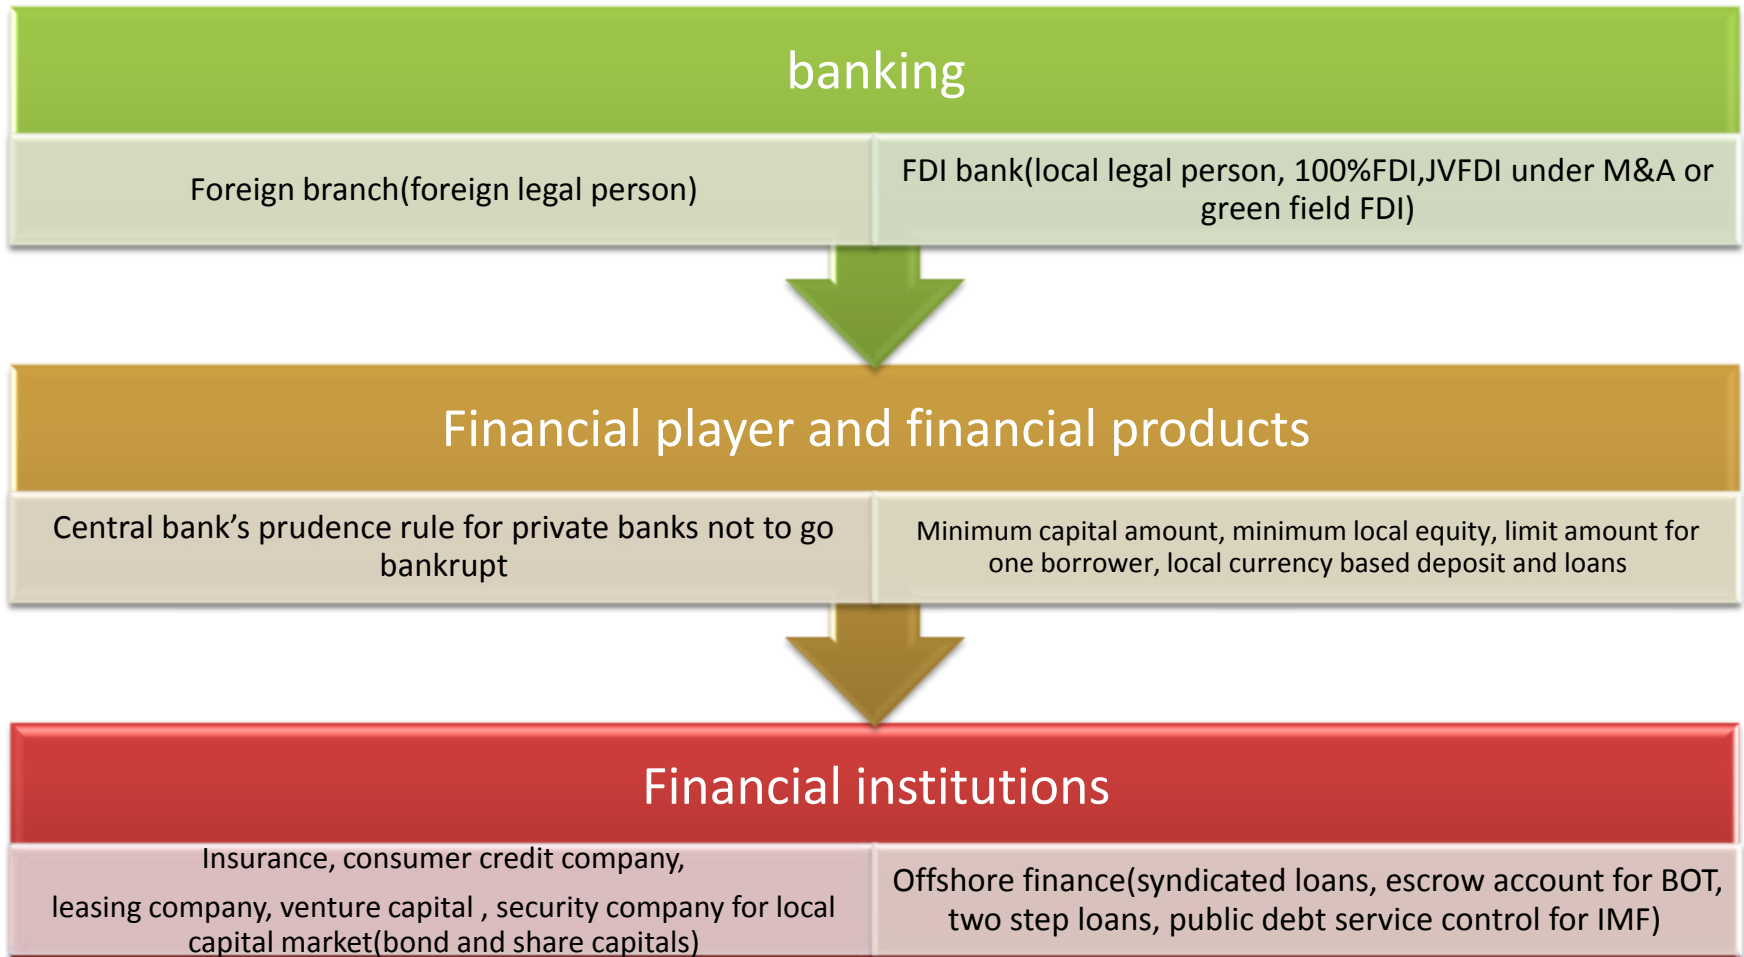 banking
Foreign branch(foreign legal person)
FDI bank(local legal person, 100%FDI,JVFDI under M&A or
green field FDI)
Financial player and financial products
Central bank’s prudence rule for private banks not to go
bankrupt
Minimum capital amount, minimum local equity, limit amount for
one borrower, local currency based deposit and loans
Financial institutions
Insurance, consumer credit company,
leasing company, venture capital , security company for local
capital market(bond and share capitals)
Offshore finance(syndicated loans, escrow account for BOT,
two step loans, public debt service control for IMF)